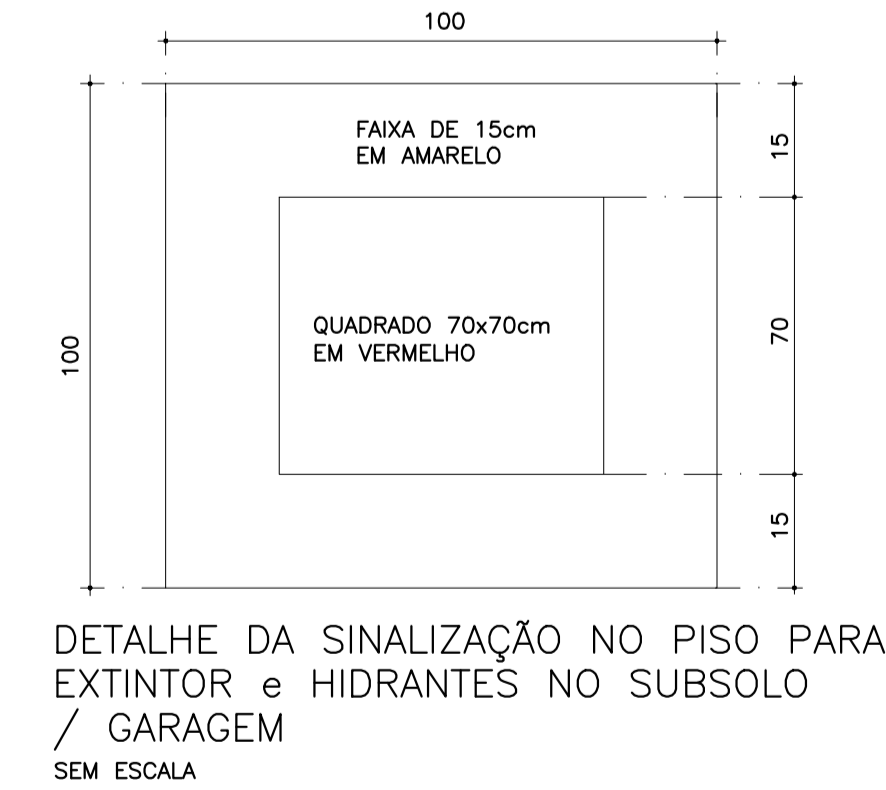 100
FAIXA DE 15cm
EM AMARELO
15
QUADRADO 70x70cm
EM VERMELHO
100
70
15
DETALHE DA SINALIZAÇÃO NO PISO PARA
EXTINTOR e HIDRANTES NO SUBSOLO
/ GARAGEM
SEM ESCALA